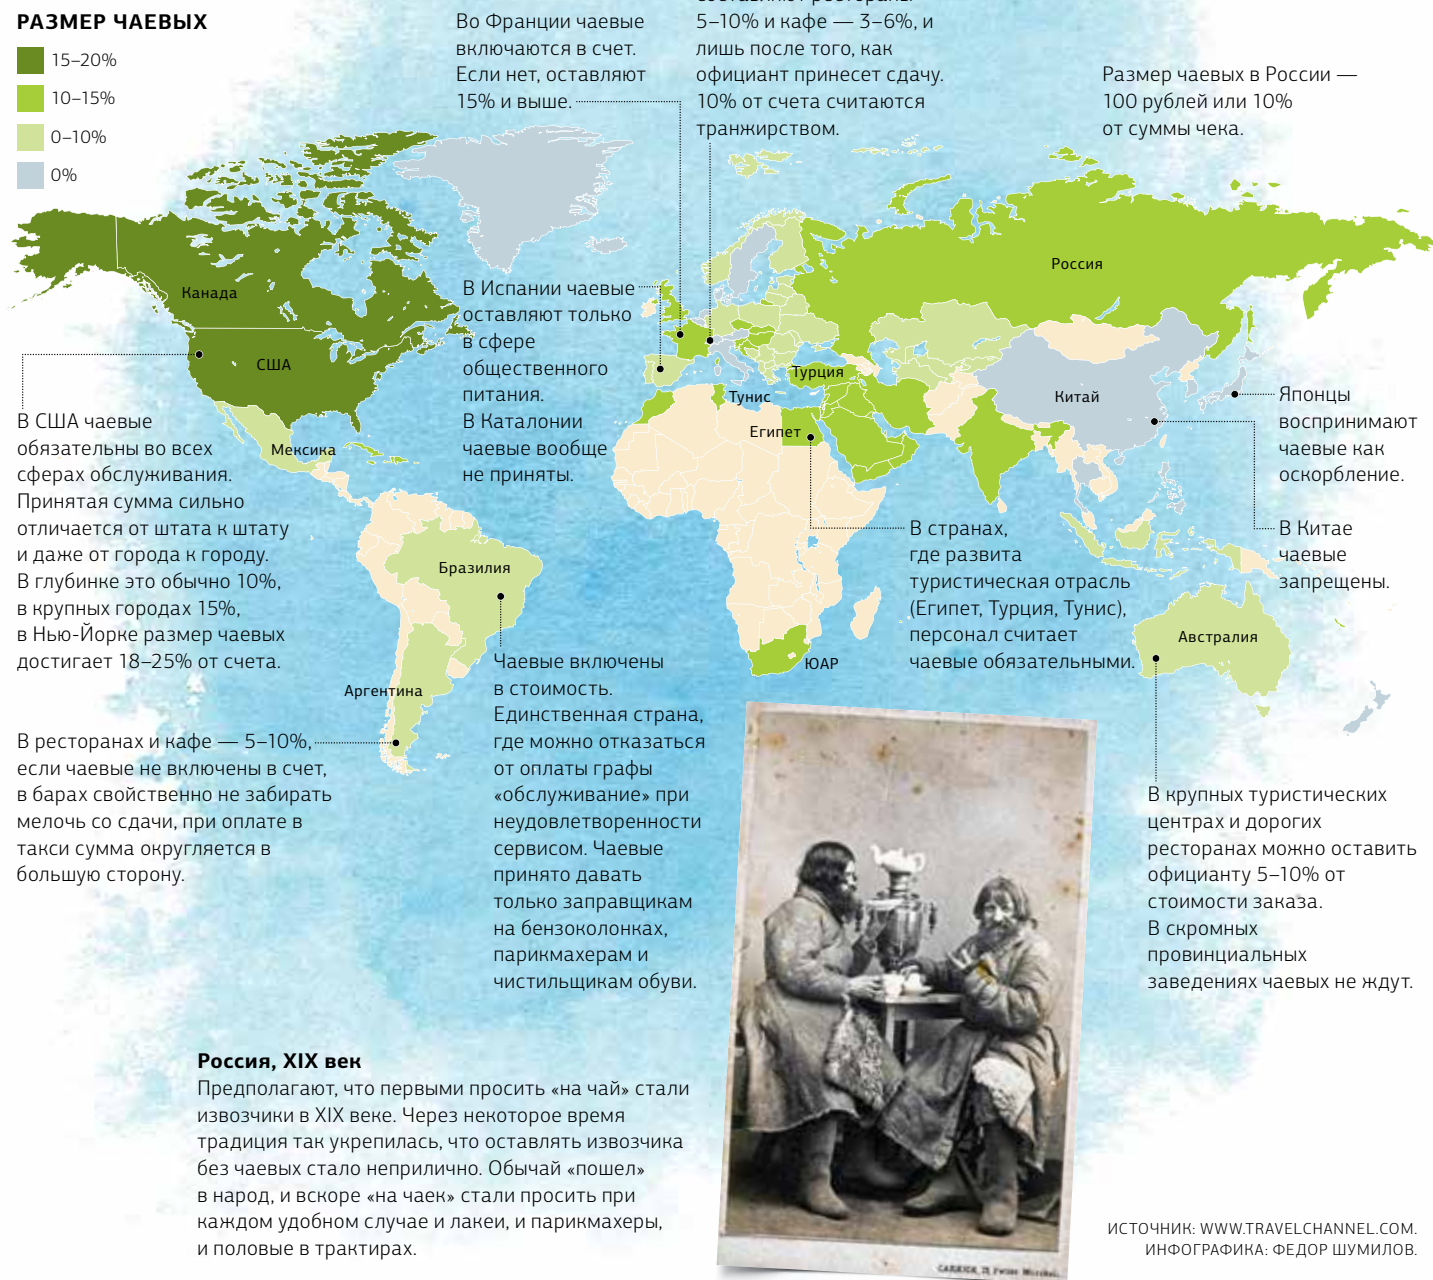 РАЗМЕР ЧАЕВЫХ
15–20%
10–15%
0–10%
0%
Во Франции чаевые
включаются в счет.
Если нет, оставляют
15% и выше.
5–10% и кафе — 3–6%, и
лишь после того, как
официант принесет сдачу.
10% от счета считаются
транжирством.
Размер чаевых в России —
100 рублей или 10%
от суммы чека.
Канада
США
Мексика
Бразилия
Аргентина
Россия
Турция
Тунис
Египет
Китай
ЮАР
Австралия
В Испании чаевые
оставляют только
в сфере
общественного
питания.
В Каталонии
чаевые вообще
не приняты.
В США чаевые
обязательны во всех
сферах обслуживания.
Принятая сумма сильно
отличается от штата к штату
и даже от города к городу.
В глубинке это обычно 10%,
в крупных городах 15%,
в Нью-Йорке размер чаевых
достигает 18–25% от счета.
Японцы
воспринимают
чаевые как
оскорбление.
В Китае
чаевые
запрещены.
В странах,
где развита
туристическая отрасль
(Египет, Турция, Тунис),
персонал считает
чаевые обязательными.
В ресторанах и кафе — 5–10%,
если чаевые не включены в счет,
в барах свойственно не забирать
мелочь со сдачи, при оплате в
такси сумма округляется в
большую сторону.
Чаевые включены
в стоимость.
Единственная страна,
где можно отказаться
от оплаты графы
«обслуживание» при
неудовлетворенности
сервисом. Чаевые
принято давать
только заправщикам
на бензоколонках,
парикмахерам и
чистильщикам обуви.
В крупных туристических
центрах и дорогих
ресторанах можно оставить
официанту 5–10% от
стоимости заказа.
В скромных
провинциальных
заведениях чаевых не ждут.
Россия, XIX век
Предполагают, что первыми просить «на чай» стали
извозчики в XIX веке. Через некоторое время
традиция так укрепилась, что оставлять извозчика
без чаевых стало неприлично. Обычай «пошел»
в народ, и вскоре «на чаек» стали просить при
каждом удобном случае и лакеи, и парикмахеры,
и половые в трактирах.
ИСТОЧНИК: WWW.TRAVELCHANNEL.COM.
ИНФОГРАФИКА: ФЕДОР ШУМИЛОВ.